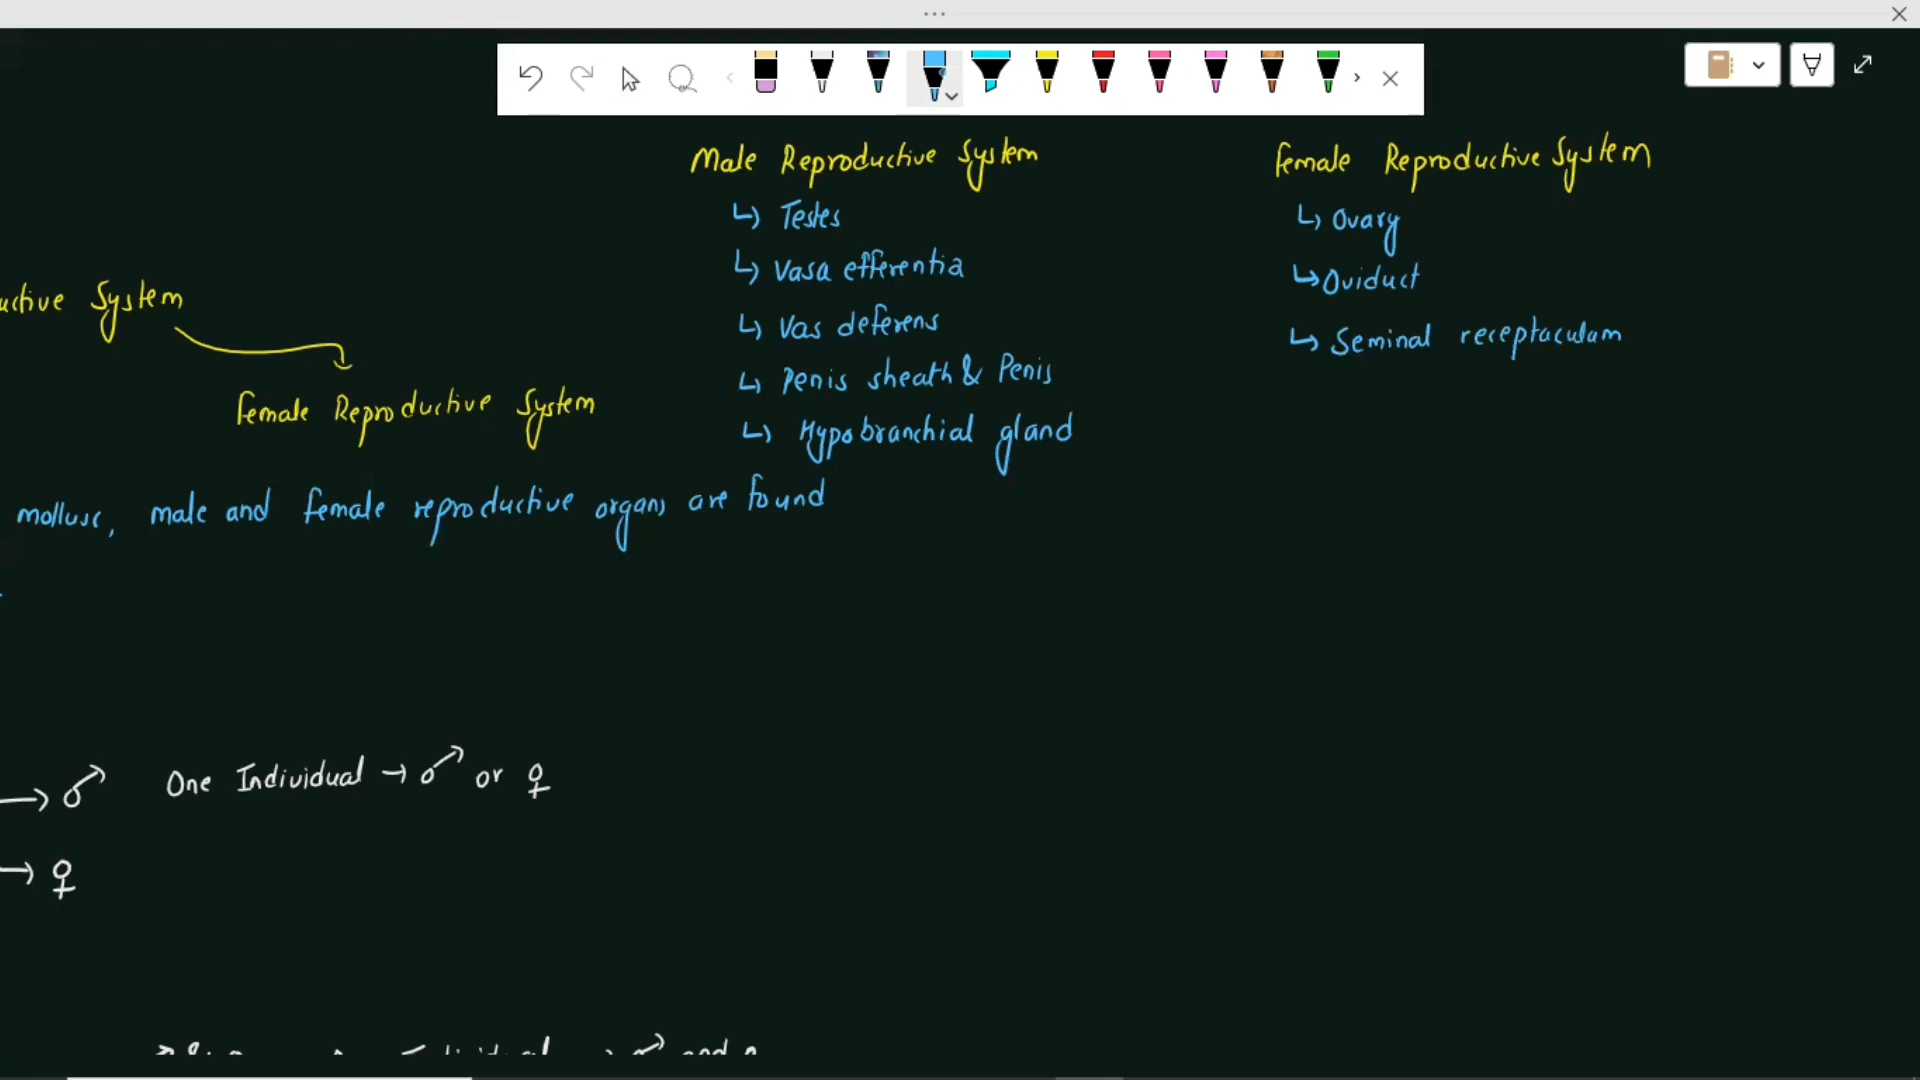 Male Reproductive System
↳ Testes
↳ Vasa efferentia
↳ Vas deferens
↳ Penis sheath & Penis
↳ Hypobranchial gland
Female Reproductive System
↳ Ovary
↳ Oviduct
↳ Seminal receptaculam
uctive System
Female Reproductive System
mollusc, male and female reproductive organs are found
→ ♂ One Individual → ♂ or ♀
→ ♀